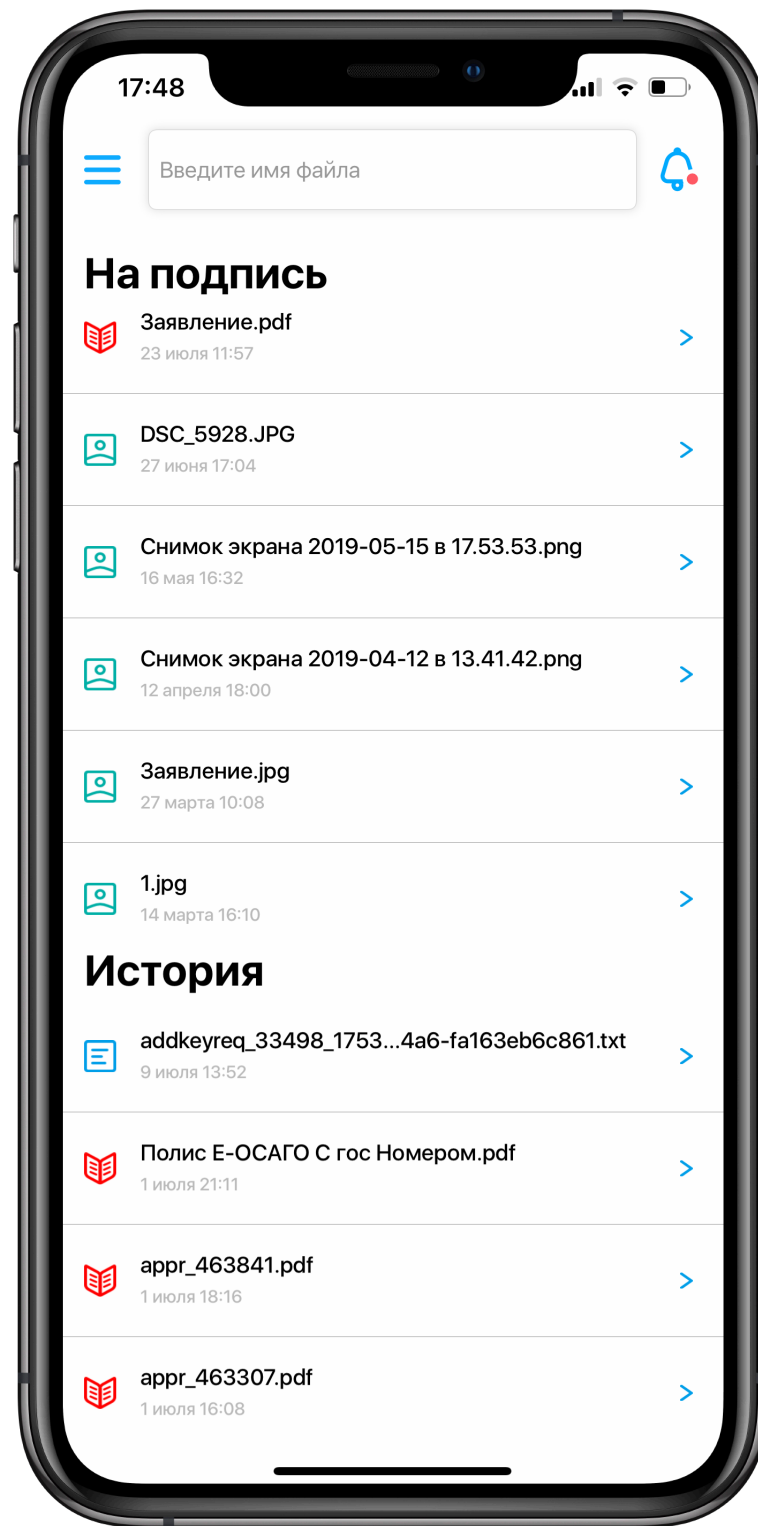 17:48
Введите имя файла
На подпись
Заявление.pdf
23 июля 11:57
DSC_5928.JPG
27 июня 17:04
Снимок экрана 2019-05-15 в 17.53.53.png
16 мая 16:32
Снимок экрана 2019-04-12 в 13.41.42.png
12 апреля 18:00
Заявление.jpg
27 марта 10:08
1.jpg
14 марта 16:10
История
addkeyreq_33498_1753...4a6-fa163eb6c861.txt
9 июля 13:52
Полис Е-ОСАГО С гос Номером.pdf
1 июля 21:11
appr_463841.pdf
1 июля 18:16
appr_463307.pdf
1 июля 16:08